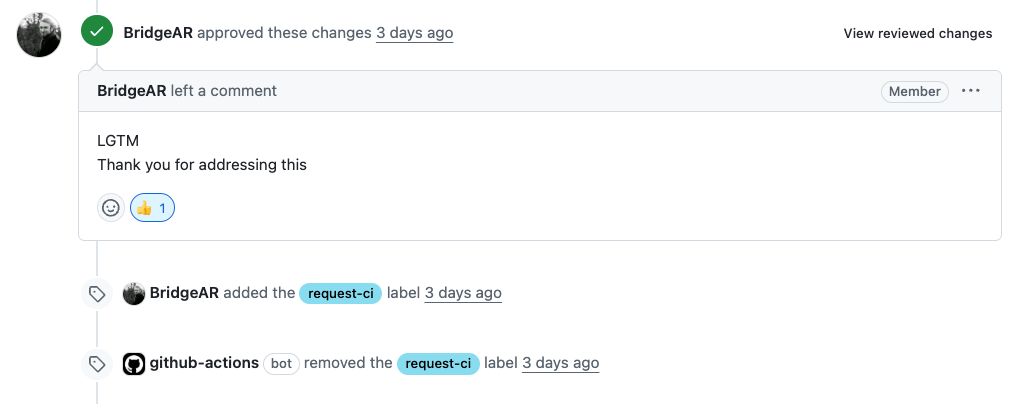 BridgeAR approved these changes 3 days ago View reviewed changes
BridgeAR left a comment Member
LGTM
Thank you for addressing this
👍 1
BridgeAR added the request-ci label 3 days ago
github-actions bot removed the request-ci label 3 days ago